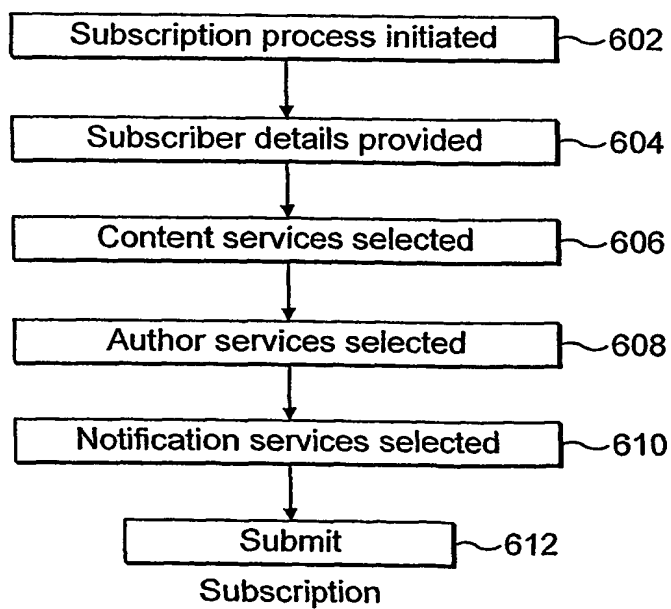 Subscription process initiated 602
Subscriber details provided 604
Content services selected 606
Author services selected 608
Notification services selected 610
Submit 612
Subscription